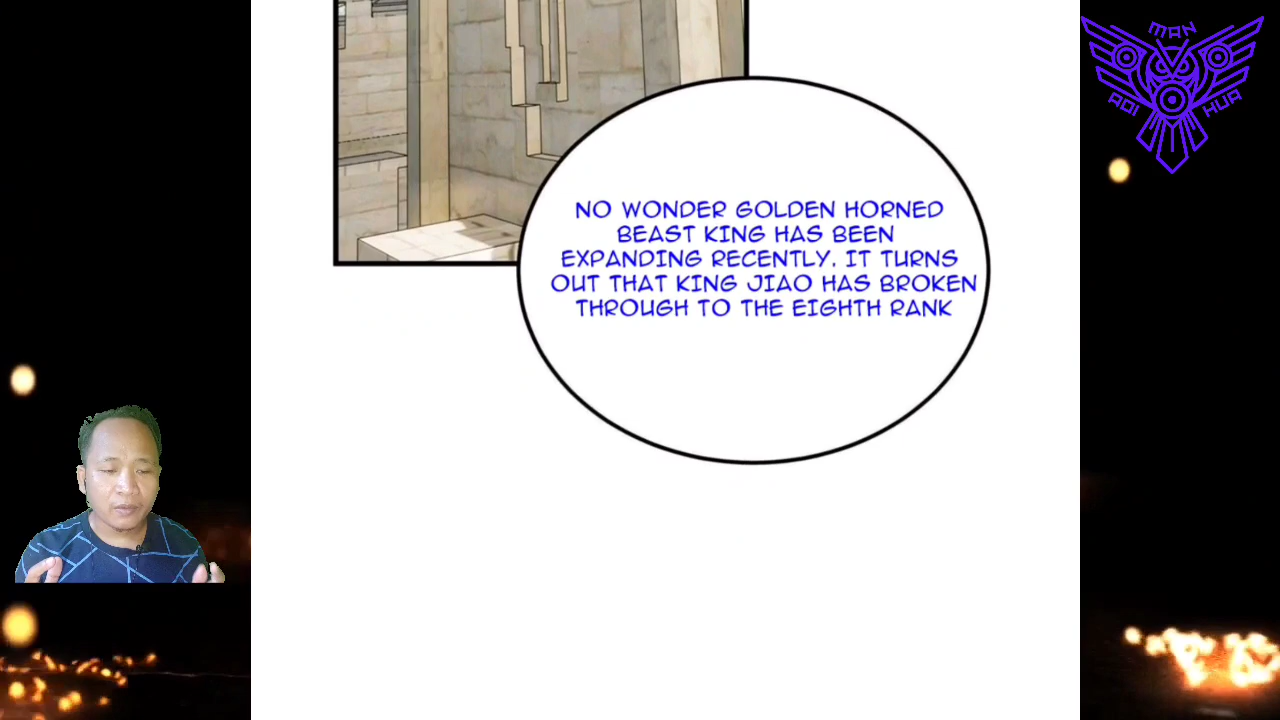 MAN
ADI HUA
NO WONDER GOLDEN HORNED
BEAST KING HAS BEEN
EXPANDING RECENTLY. IT TURNS
OUT THAT KING JIAO HAS BROKEN
THROUGH TO THE EIGHTH RANK